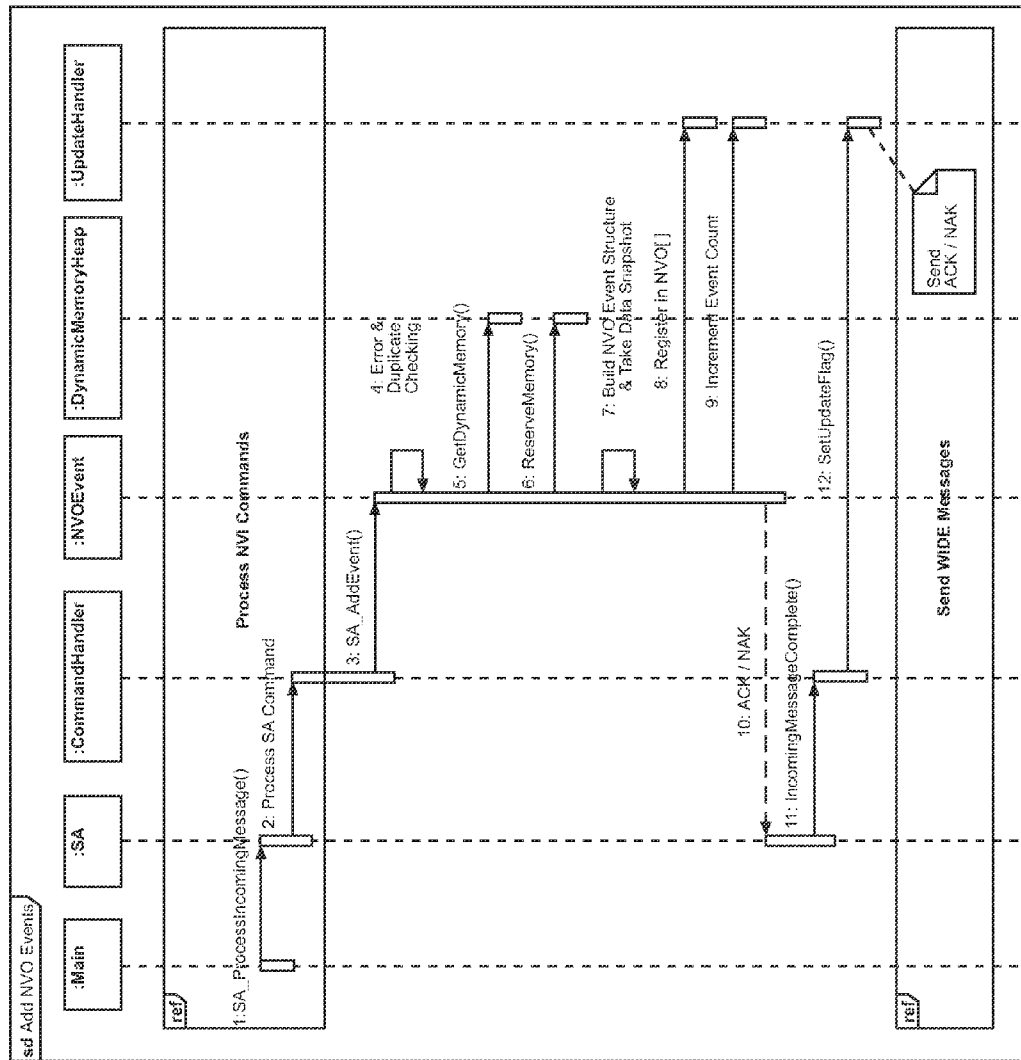 sd Add NVO Events
:Main
:SA
:CommandHandler
:NVOEvent
:DynamicMemoryHeap
:UpdateHandler
ref
Process NVI Commands
1:SA_ProcessIncomingMessage()
2: Process SA Command
3: SA_AddEvent()
4: Error &
Duplicate
Checking
5: GetDynamicMemory()
6: ReserveMemory()
7: Build NVO Event Structure
& Take Data Snapshot
8: Register in NVO[ ]
9: Increment Event Count
10: ACK / NAK
11: IncomingMessageComplete()
12: SetUpdateFlag()
Send
ACK / NAK
ref
Send WIDE Messages